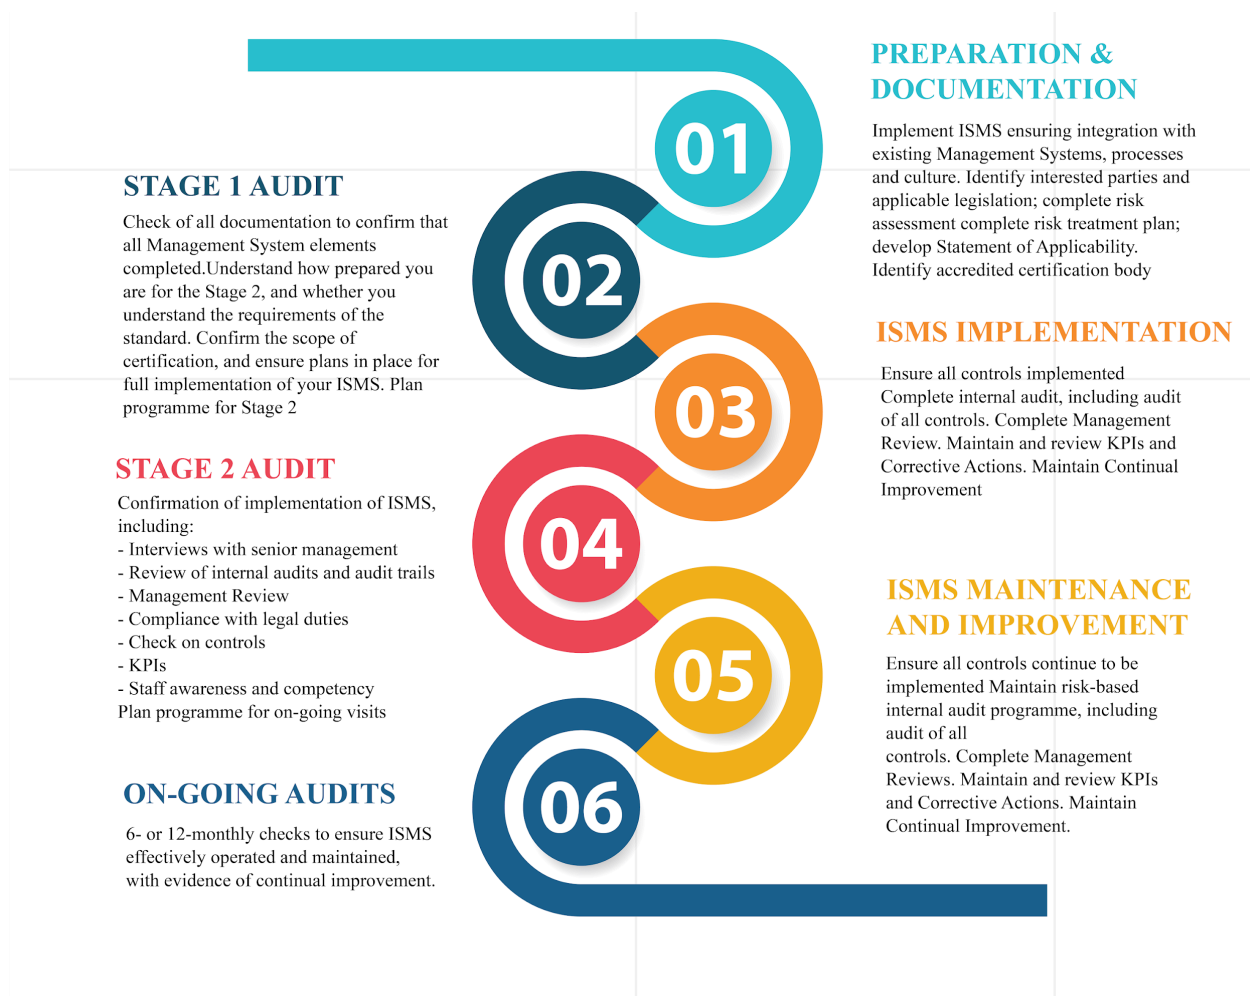 01
PREPARATION &
DOCUMENTATION
Implement ISMS ensuring integration with
existing Management Systems, processes
and culture. Identify interested parties and
applicable legislation; complete risk
assessment complete risk treatment plan;
develop Statement of Applicability.
Identify accredited certification body
02
STAGE 1 AUDIT
Check of all documentation to confirm that
all Management System elements
completed.Understand how prepared you
are for the Stage 2, and whether you
understand the requirements of the
standard. Confirm the scope of
certification, and ensure plans in place for
full implementation of your ISMS. Plan
programme for Stage 2
03
ISMS IMPLEMENTATION
Ensure all controls implemented
Complete internal audit, including audit
of all controls. Complete Management
Review. Maintain and review KPIs and
Corrective Actions. Maintain Continual
Improvement
04
STAGE 2 AUDIT
Confirmation of implementation of ISMS,
including:
- Interviews with senior management
- Review of internal audits and audit trails
- Management Review
- Compliance with legal duties
- Check on controls
- KPIs
- Staff awareness and competency
Plan programme for on-going visits
05
ISMS MAINTENANCE
AND IMPROVEMENT
Ensure all controls continue to be
implemented Maintain risk-based
internal audit programme, including
audit of all
controls. Complete Management
Reviews. Maintain and review KPIs
and Corrective Actions. Maintain
Continual Improvement.
06
ON-GOING AUDITS
6- or 12-monthly checks to ensure ISMS
effectively operated and maintained,
with evidence of continual improvement.